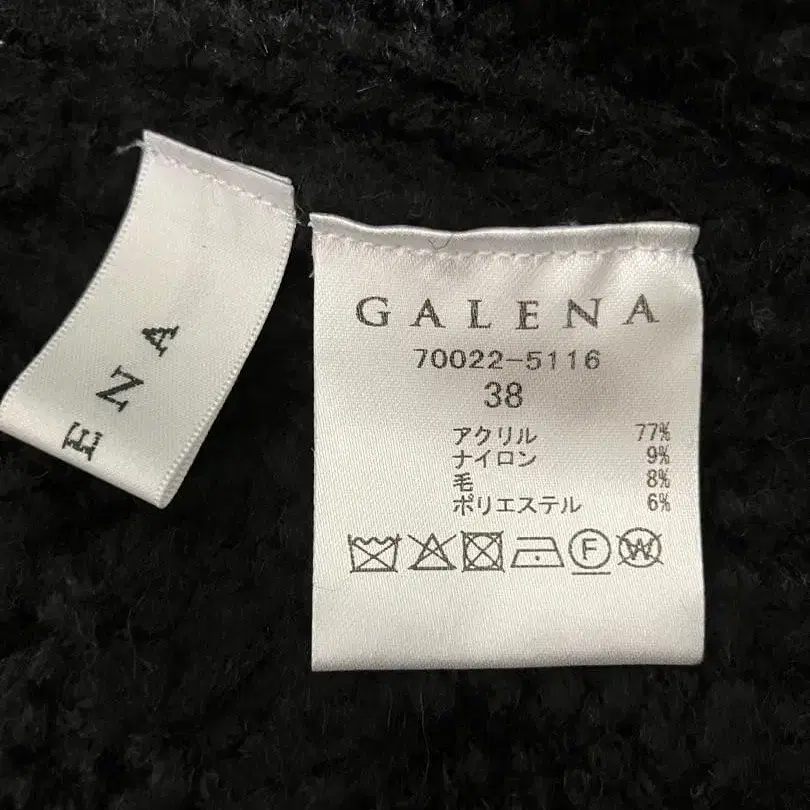 ENA
GALENA
70022-5116
38
アクリル 77%
ナイロン 9%
毛 8%
ポリエステル 6%
F
W